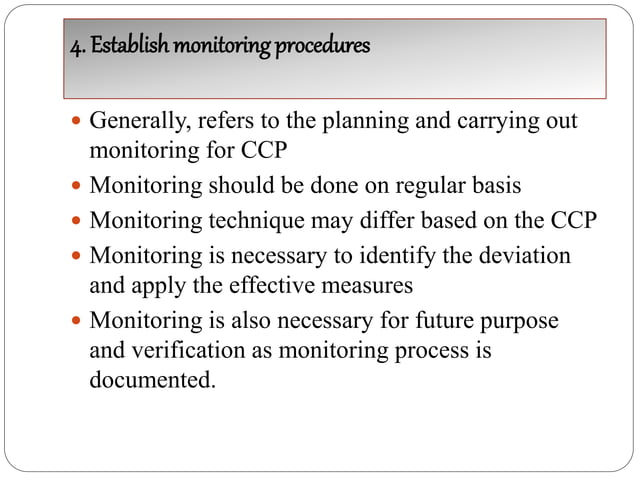 4. Establish monitoring procedures
• Generally, refers to the planning and carrying out
monitoring for CCP
• Monitoring should be done on regular basis
• Monitoring technique may differ based on the CCP
• Monitoring is necessary to identify the deviation
and apply the effective measures
• Monitoring is also necessary for future purpose
and verification as monitoring process is
documented.